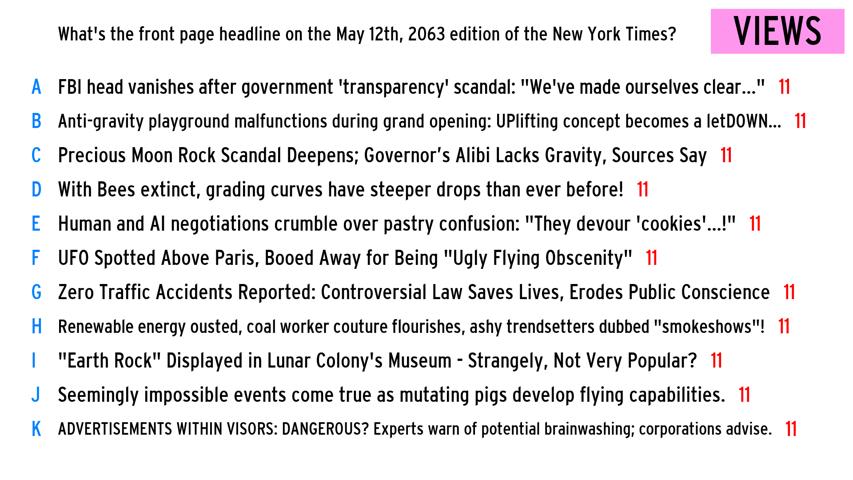 What's the front page headline on the May 12th, 2063 edition of the New York Times?
VIEWS
A FBI head vanishes after government 'transparency' scandal: "We've made ourselves clear..." 11
B Anti-gravity playground malfunctions during grand opening: UPlifting concept becomes a letDOWN... 11
C Precious Moon Rock Scandal Deepens; Governor’s Alibi Lacks Gravity, Sources Say 11
D With Bees extinct, grading curves have steeper drops than ever before! 11
E Human and AI negotiations crumble over pastry confusion: "They devour 'cookies'...!" 11
F UFO Spotted Above Paris, Booed Away for Being "Ugly Flying Obscenity" 11
G Zero Traffic Accidents Reported: Controversial Law Saves Lives, Erodes Public Conscience 11
H Renewable energy ousted, coal worker couture flourishes, ashy trendsetters dubbed "smokeshows"! 11
I "Earth Rock" Displayed in Lunar Colony's Museum - Strangely, Not Very Popular? 11
J Seemingly impossible events come true as mutating pigs develop flying capabilities. 11
K ADVERTISEMENTS WITHIN VISORS: DANGEROUS? Experts warn of potential brainwashing; corporations advise. 11